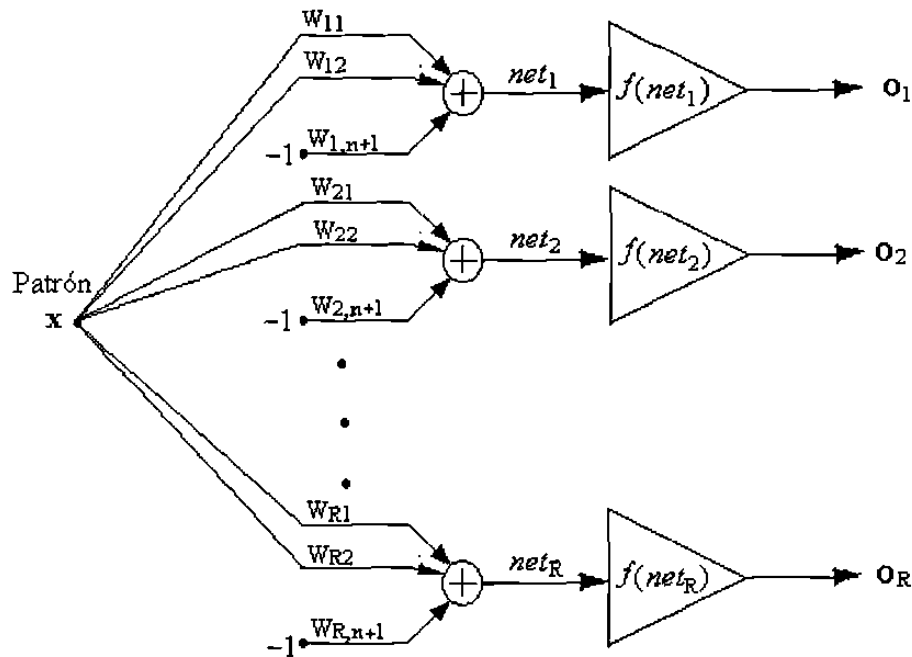 W11
W12
net1
f(net1)
o1
-1
W1,n+1
W21
W22
net2
f(net2)
o2
Patrón
x
-1
W2,n+1
WR1
WR2
netR
f(netR)
oR
-1
WR,n+1